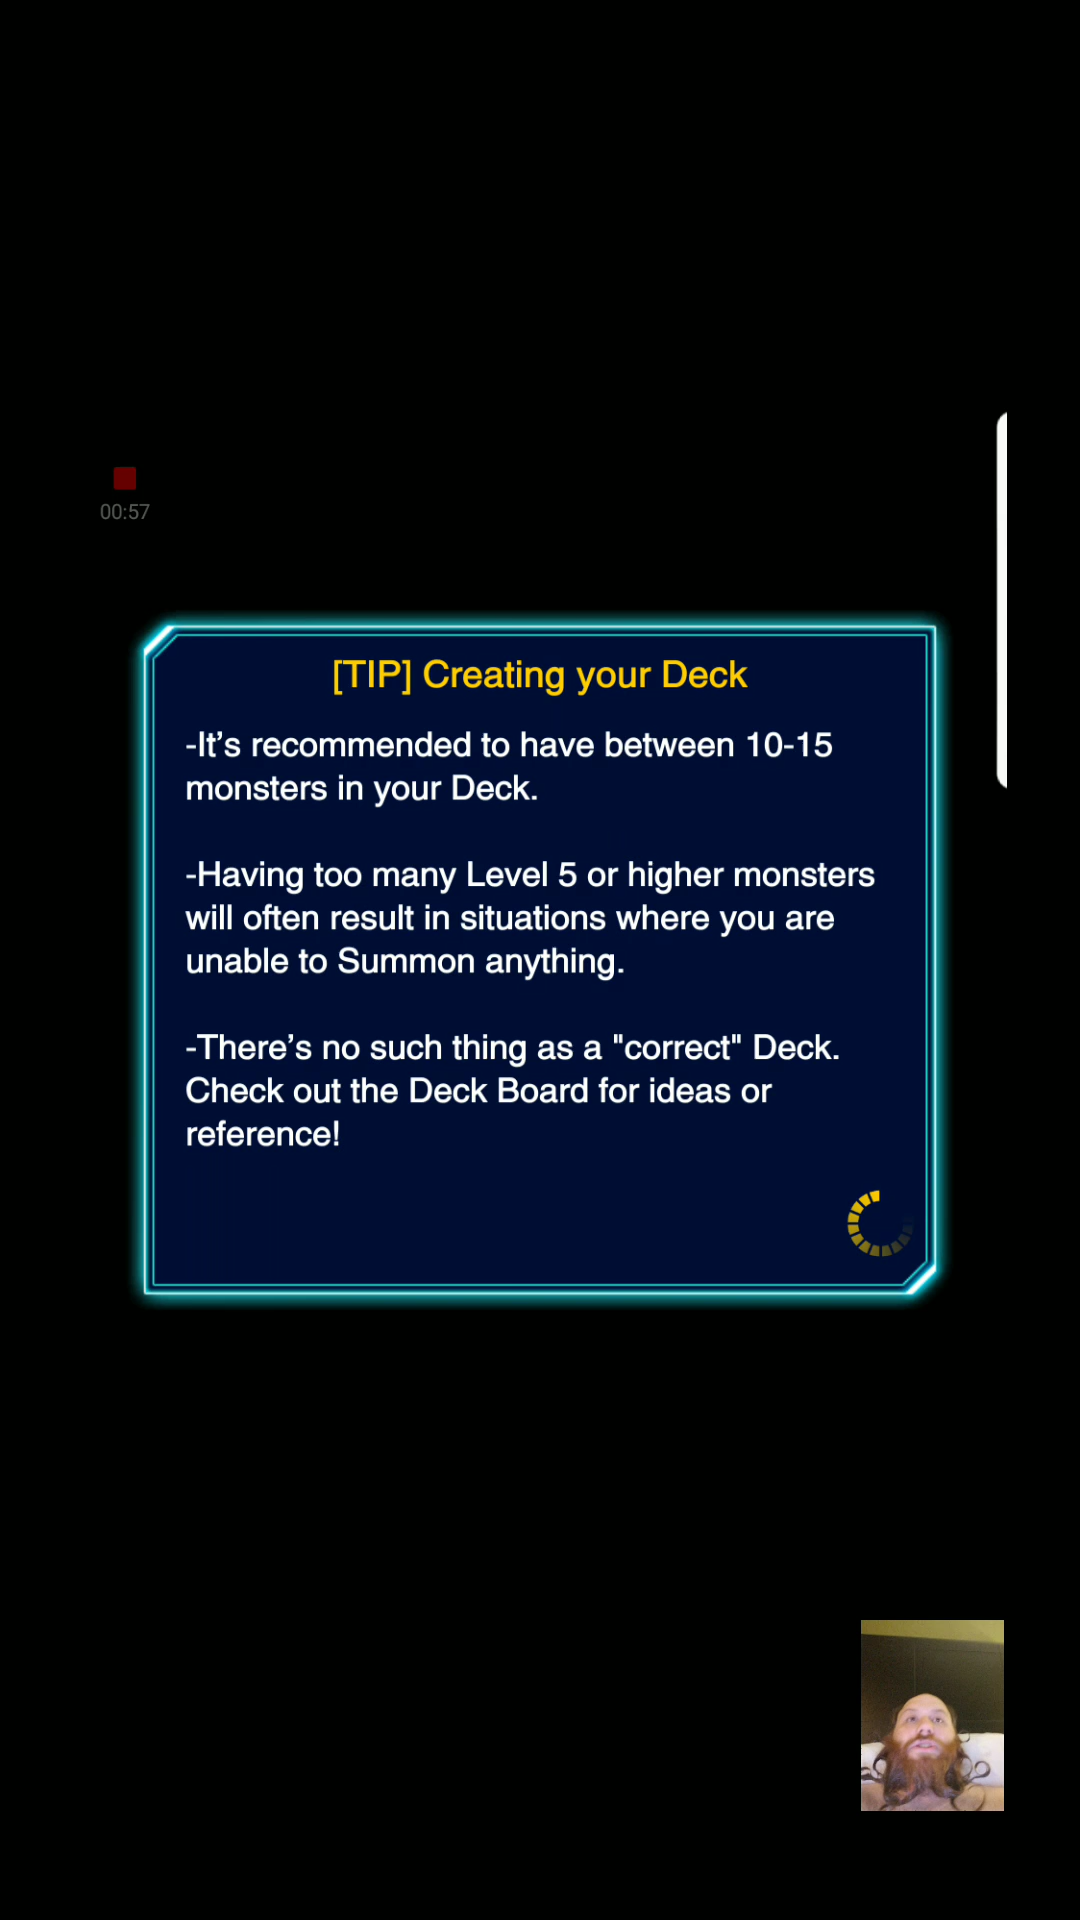 00:57
[TIP] Creating your Deck
-It’s recommended to have between 10-15
monsters in your Deck.
-Having too many Level 5 or higher monsters
will often result in situations where you are
unable to Summon anything.
-There’s no such thing as a "correct" Deck.
Check out the Deck Board for ideas or
reference!